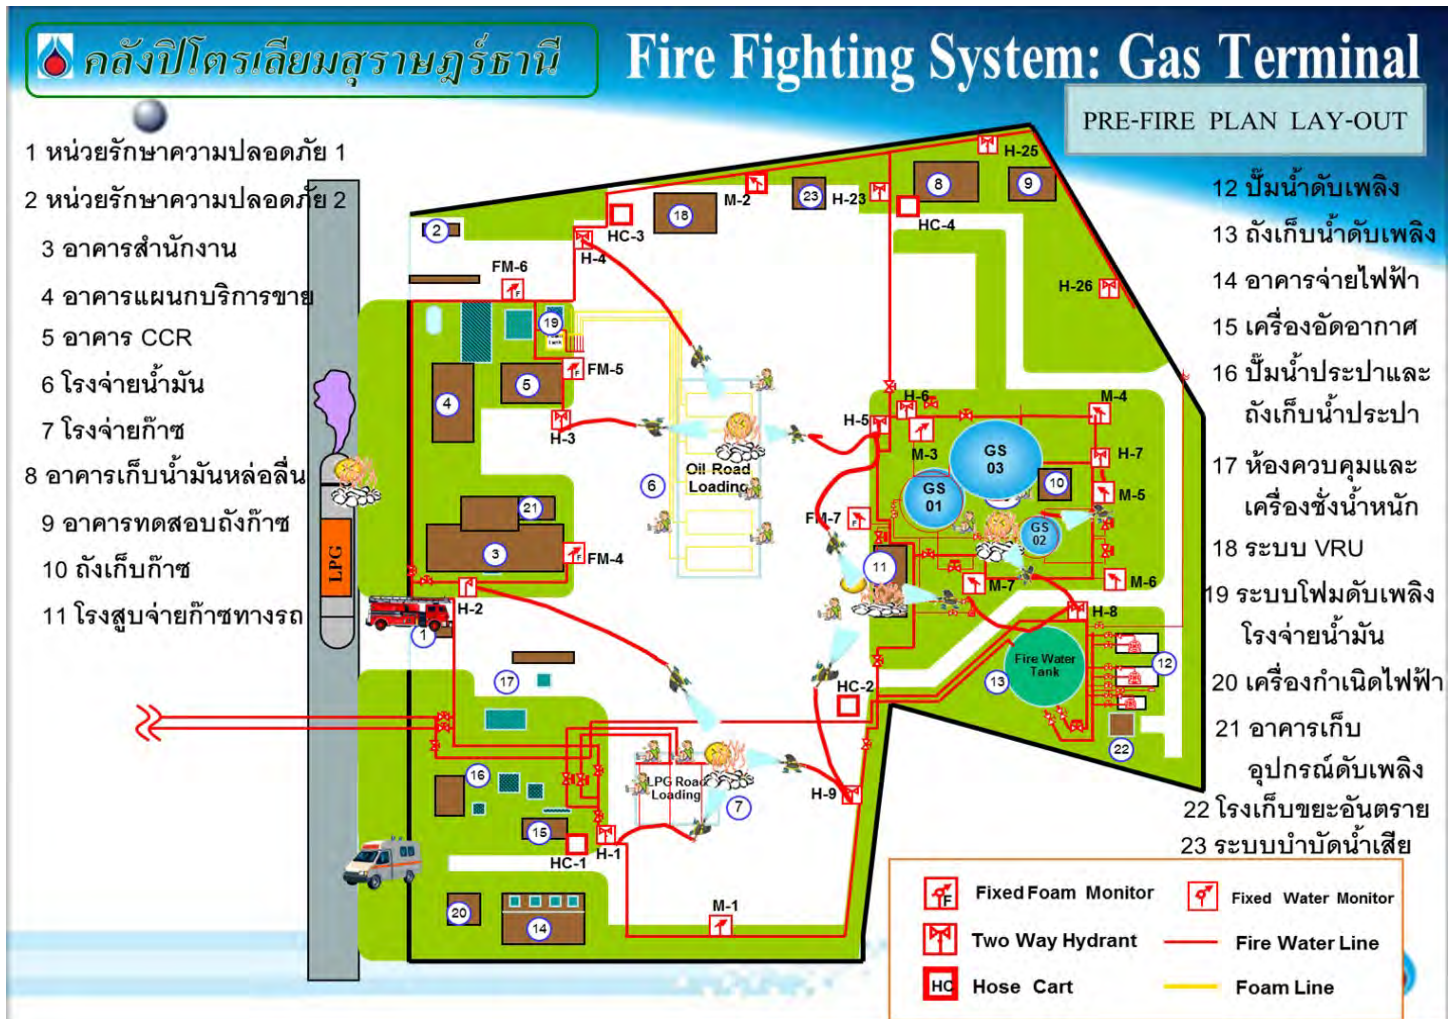 คลังปิโตรเลียมสุราษฎร์ธานี
Fire Fighting System: Gas Terminal
PRE-FIRE PLAN LAY-OUT
1 หน่วยรักษาความปลอดภัย 1
2 หน่วยรักษาความปลอดภัย 2
3 อาคารสำนักงาน
4 อาคารแผนกบริการขาย
5 อาคาร CCR
6 โรงจ่ายน้ำมัน
7 โรงจ่ายก๊าซ
8 อาคารเก็บน้ำมันหล่อลื่น
9 อาคารทดสอบถังก๊าซ
10 ถังเก็บก๊าซ
11 โรงสูบจ่ายก๊าซทางรถ
12 ปั๊มน้ำดับเพลิง
13 ถังเก็บน้ำดับเพลิง
14 อาคารจ่ายไฟฟ้า
15 เครื่องอัดอากาศ
16 ปั๊มน้ำประปาและ
ถังเก็บน้ำประปา
17 ห้องควบคุมและ
เครื่องชั่งน้ำหนัก
18 ระบบ VRU
19 ระบบโฟมดับเพลิง
โรงจ่ายน้ำมัน
20 เครื่องกำเนิดไฟฟ้า
21 อาคารเก็บ
อุปกรณ์ดับเพลิง
22 โรงเก็บขยะอันตราย
23 ระบบบำบัดน้ำเสีย
H-25
8
9
M-2
23
H-23
18
HC-3
HC-4
2
H-4
FM-6
H-26
19
FM-5
5
4
H-3
H-6
H-5
M-4
M-3
GS
03
H-7
Oil Road
Loading
6
GS
01
10
M-5
21
FM-7
GS
02
3
FM-4
11
M-7
M-6
LPG
H-2
H-8
1
Fire Water
Tank
12
13
17
HC-2
22
16
LPG Road
Loading
7
H-9
15
HC-1
H-1
M-1
20
14
F
Fixed Foam Monitor
Fixed Water Monitor
Two Way Hydrant
Fire Water Line
HC
Hose Cart
Foam Line